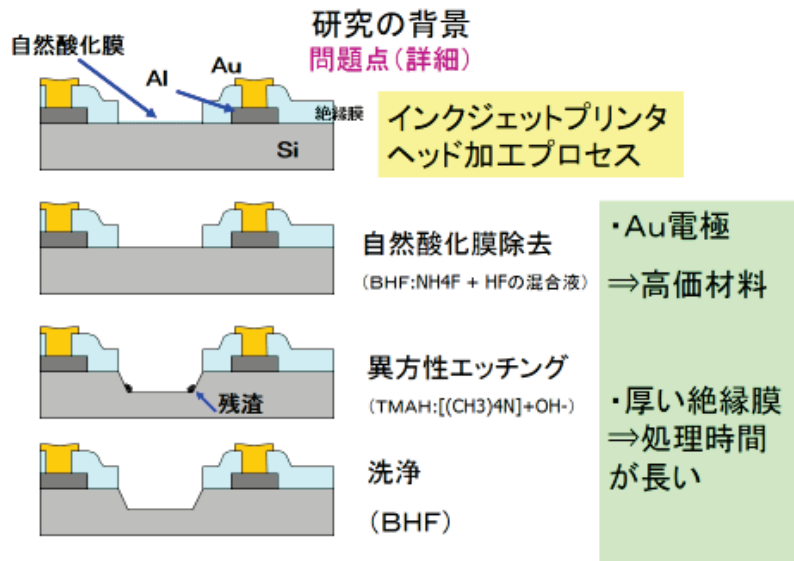 研究の背景
問題点(詳細)
自然酸化膜
Al
Au
絶縁膜
Si
インクジェットプリンタ
ヘッド加工プロセス
自然酸化膜除去
(BHF:NH4F + HFの混合液)
異方性エッチング
(TMAH:[(CH3)4N]+OH-)
残渣
洗浄
(BHF)
・Au電極
⇒高価材料
・厚い絶縁膜
⇒処理時間
が長い